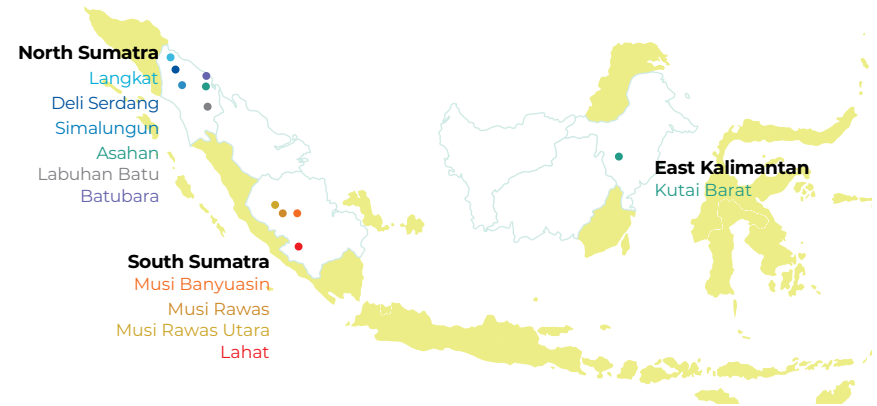 North Sumatra
Langkat
Deli Serdang
Simalungun
Asahan
Labuhan Batu
Batubara
East Kalimantan
Kutai Barat
South Sumatra
Musi Banyuasin
Musi Rawas
Musi Rawas Utara
Lahat